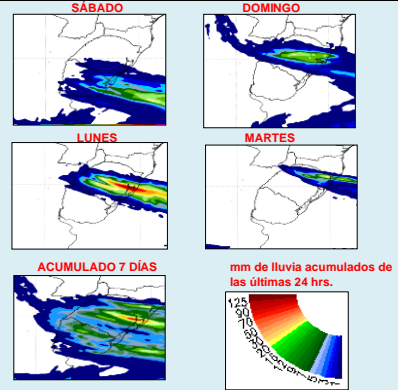 SÁBADO
DOMINGO
LUNES
MARTES
ACUMULADO 7 DÍAS
mm de lluvia acumulados de
las últimas 24 hrs.
125
90
70